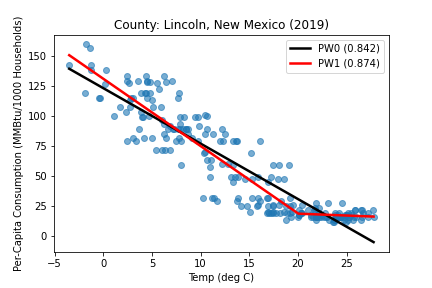 County: Lincoln, New Mexico (2019)
PW0 (0.842)
PW1 (0.874)
Per-Capita Consumption (MMBtu/1000 Households)
150
125
100
75
50
25
0
−5
0
5
10
15
20
25
Temp (deg C)